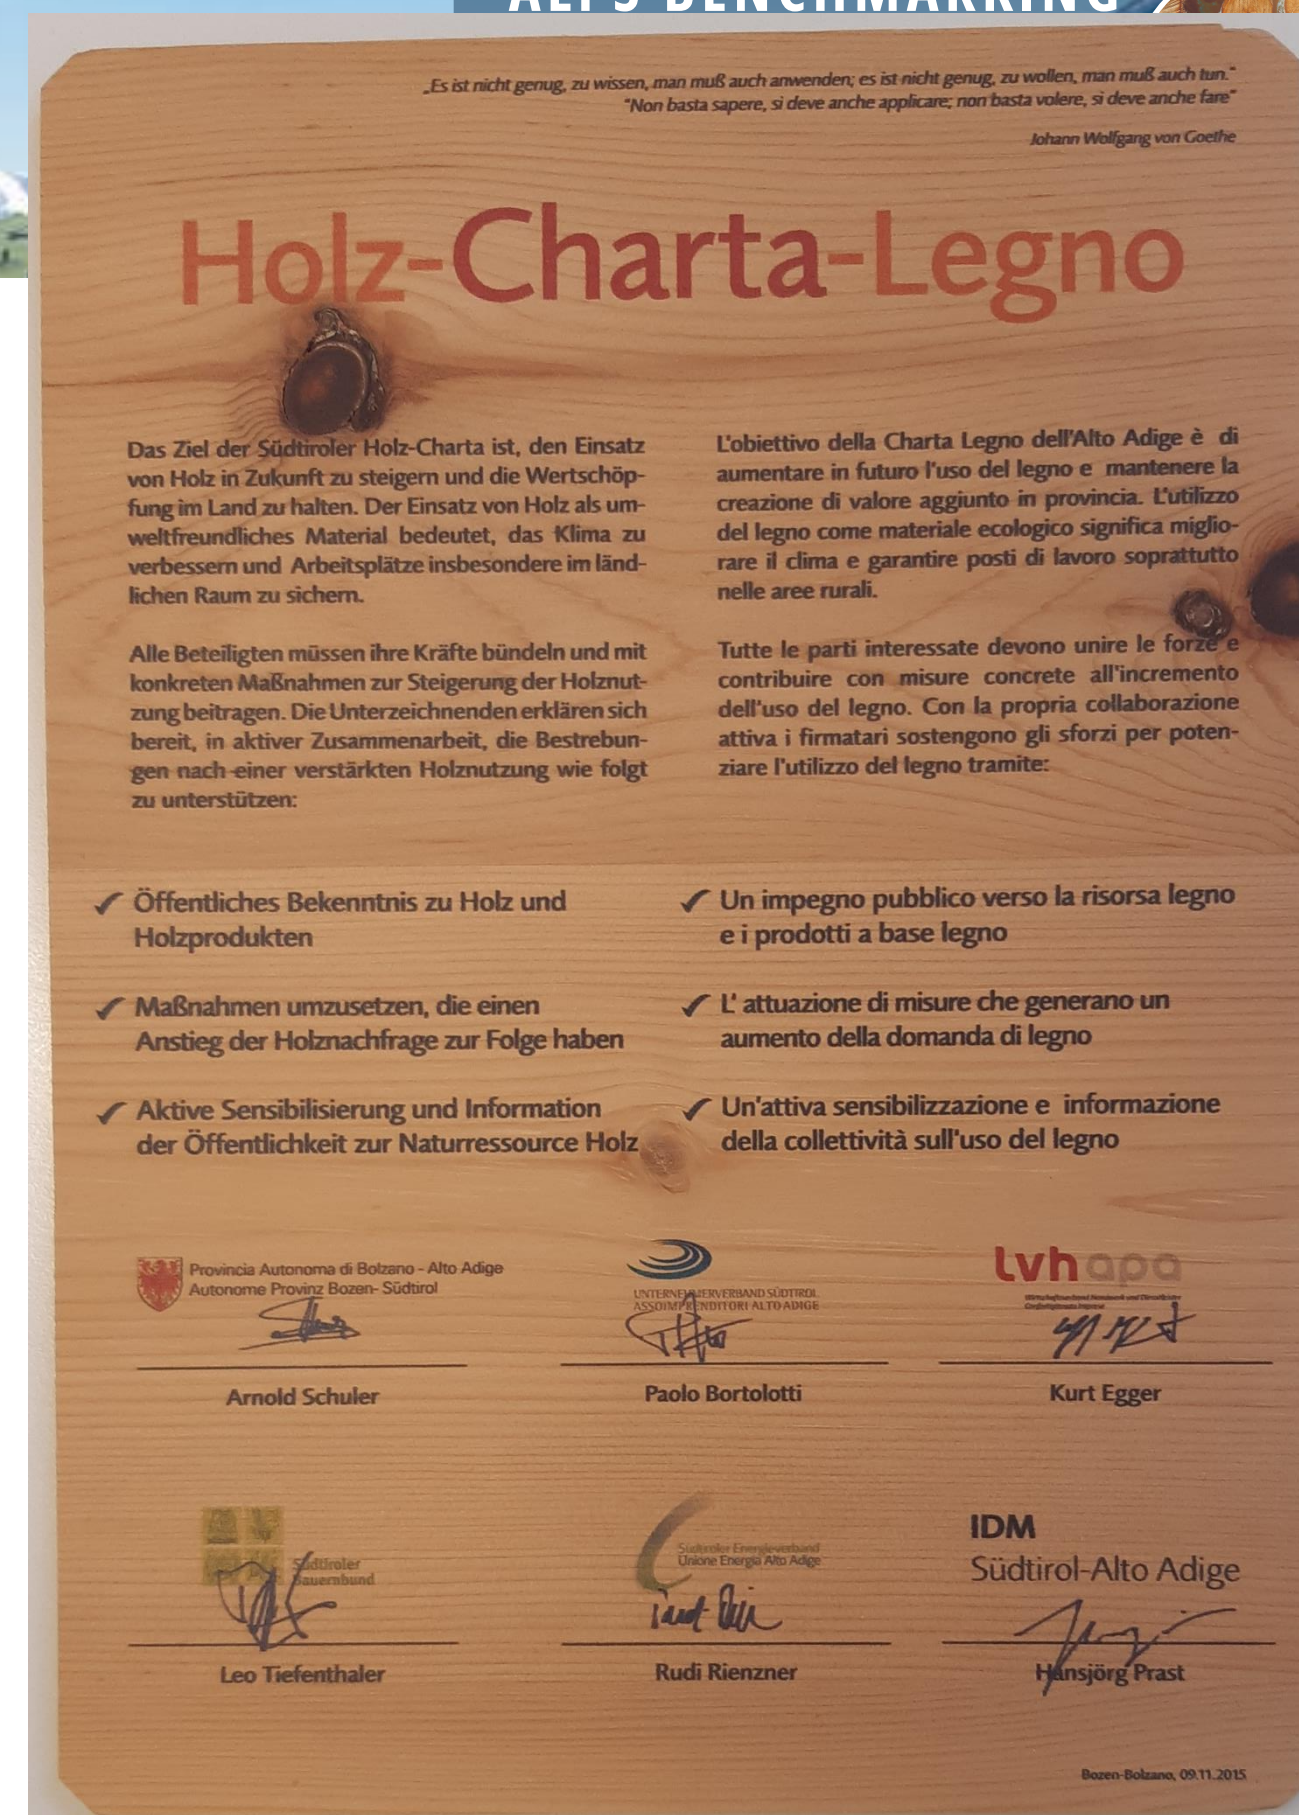 ALPS BENCHMARKING
„Es ist nicht genug, zu wissen, man muß auch anwenden; es ist nicht genug, zu wollen, man muß auch tun.“
"Non basta sapere, si deve anche applicare; non basta volere, si deve anche fare"
Johann Wolfgang von Goethe
Holz-Charta-Legno
Das Ziel der Südtiroler Holz-Charta ist, den Einsatz
von Holz in Zukunft zu steigern und die Wertschöp-
fung im Land zu halten. Der Einsatz von Holz als um-
weltfreundliches Material bedeutet, das Klima zu
verbessern und Arbeitsplätze insbesondere im länd-
lichen Raum zu sichern.
Alle Beteiligten müssen ihre Kräfte bündeln und mit
konkreten Maßnahmen zur Steigerung der Holznut-
zung beitragen. Die Unterzeichnenden erklären sich
bereit, in aktiver Zusammenarbeit, die Bestrebun-
gen nach einer verstärkten Holznutzung wie folgt
zu unterstützen:
L'obiettivo della Charta Legno dell'Alto Adige è di
aumentare in futuro l'uso del legno e mantenere la
creazione di valore aggiunto in provincia. L'utilizzo
del legno come materiale ecologico significa miglio-
rare il clima e garantire posti di lavoro soprattutto
nelle aree rurali.
Tutte le parti interessate devono unire le forze e
contribuire con misure concrete all'incremento
dell'uso del legno. Con la propria collaborazione
attiva i firmatari sostengono gli sforzi per poten-
ziare l'utilizzo del legno tramite:
✓ Öffentliches Bekenntnis zu Holz und
Holzprodukten
✓ Maßnahmen umzusetzen, die einen
Anstieg der Holznachfrage zur Folge haben
✓ Aktive Sensibilisierung und Information
der Öffentlichkeit zur Naturressource Holz
✓ Un impegno pubblico verso la risorsa legno
e i prodotti a base legno
✓ L' attuazione di misure che generano un
aumento della domanda di legno
✓ Un'attiva sensibilizzazione e informazione
della collettività sull'uso del legno
Provincia Autonoma di Bolzano - Alto Adige
Autonome Provinz Bozen- Südtirol
Arnold Schuler
UNTERNEHMERVERBAND SÜDTIROL
ASSOIMPRENDITORI ALTO ADIGE
Paolo Bortolotti
lvh apa
Kurt Egger
Südtiroler
Bauernbund
Leo Tiefenthaler
Südtiroler Energieverband
Unione Energia Alto Adige
Rudi Rienzner
IDM
Südtirol-Alto Adige
Hansjörg Prast
Bozen-Bolzano, 09.11.2015